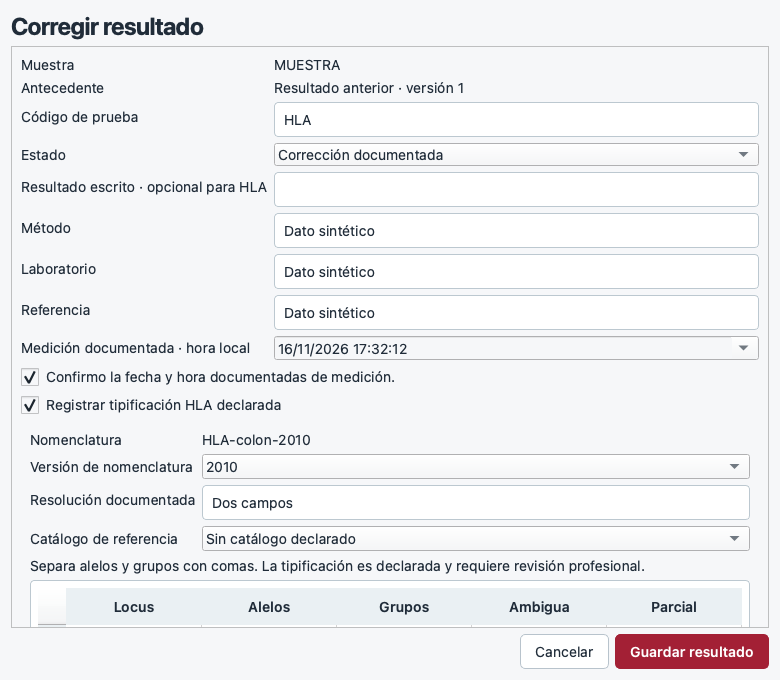 Corregir resultado
Muestra MUESTRA
Antecedente Resultado anterior · versión 1
Código de prueba HLA
Estado Corrección documentada
Resultado escrito · opcional para HLA
Método Dato sintético
Laboratorio Dato sintético
Referencia Dato sintético
Medición documentada · hora local 16/11/2026 17:32:12
Confirmo la fecha y hora documentadas de medición.
Registrar tipificación HLA declarada
Nomenclatura HLA-colon-2010
Versión de nomenclatura 2010
Resolución documentada Dos campos
Catálogo de referencia Sin catálogo declarado
Separa alelos y grupos con comas. La tipificación es declarada y requiere revisión profesional.
Locus Alelos Grupos Ambigua Parcial
Cancelar Guardar resultado